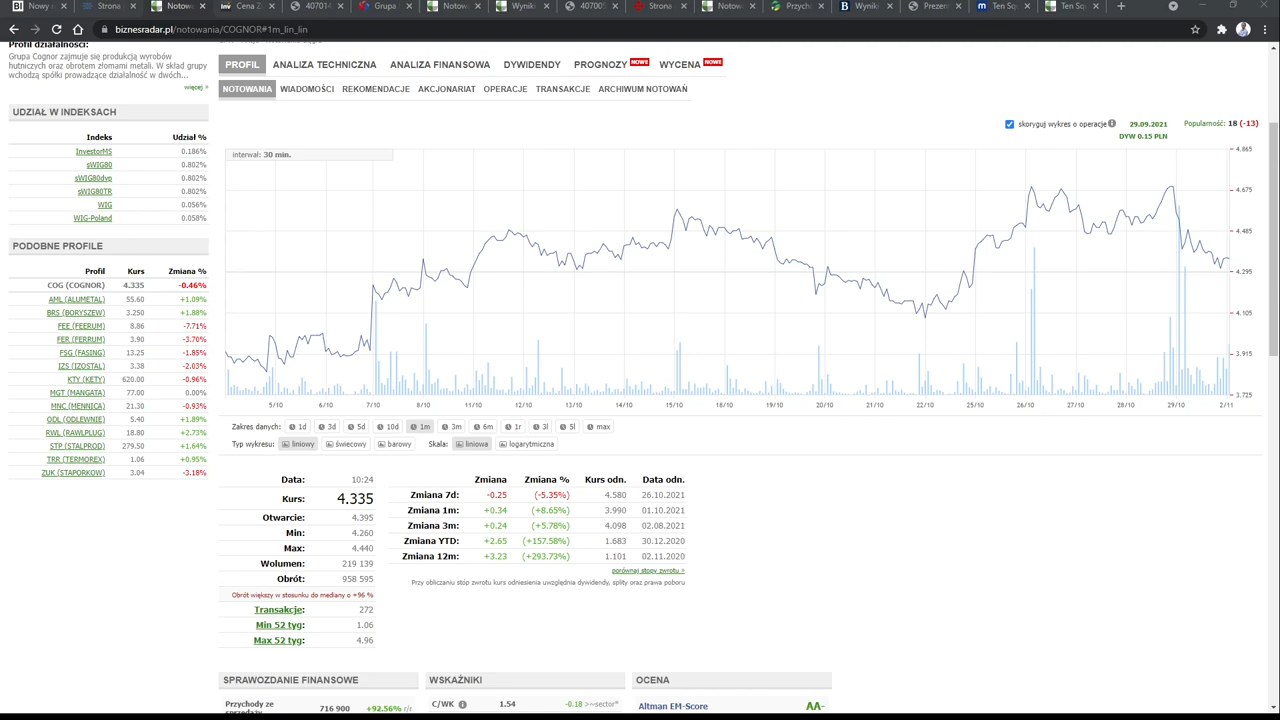 Nowy r
Strona
Notow
Cena Z
407014
Grupa
Notow
Wyniki
407005
Strona
Notow
Przych
Wyniki
Prezen
Ten Sq
Ten Sq
biznesradar.pl/notowania/COGNOR#1m_lin_lin
Profil działalności:
Grupa Cognor zajmuje się produkcją wyrobów
hutniczych oraz obrotem złomami metali. W skład grupy
wchodzą spółki prowadzące działalność w dwóch...
więcej »
UDZIAŁ W INDEKSACH
Indeks Udział %
InvestorMS 0.186%
sWIG80 0.802%
sWIG80dvp 0.802%
sWIG80TR 0.802%
WIG 0.056%
WIG-Poland 0.058%
PODOBNE PROFILE
Profil Kurs Zmiana %
COG (COGNOR) 4.335 -0.46%
AML (ALUMETAL) 55.60 +1.09%
BRS (BORYSZEW) 3.250 +1.88%
FEE (FEERUM) 8.86 -7.71%
FER (FERRUM) 3.90 -3.70%
FSG (FASING) 13.25 -1.85%
IZS (IZOSTAL) 3.38 -2.03%
KTY (KETY) 620.00 -0.96%
MGT (MANGATA) 77.00 0.00%
MNC (MENNICA) 21.30 -0.93%
ODL (ODLEWNIE) 5.40 +1.89%
RWL (RAWLPLUG) 18.80 +2.73%
STP (STALPROD) 279.50 +1.64%
TRR (TERMOREX) 1.06 +0.95%
ZUK (STAPORKOW) 3.04 -3.18%
PROFIL ANALIZA TECHNICZNA ANALIZA FINANSOWA DYWIDENDY PROGNOZY NOWE WYCENA NOWE
NOTOWANIA WIADOMOŚCI REKOMENDACJE AKCJONARIAT OPERACJE TRANSAKCJE ARCHIWUM NOTOWAŃ
skoryguj wykres o operacje 29.09.2021 Popularność: 18 (-13)
DYW 0.15 PLN
interwał: 30 min.
4.865
4.675
4.485
4.295
4.105
3.915
3.725
5/10 6/10 7/10 8/10 11/10 12/10 13/10 14/10 15/10 18/10 19/10 20/10 21/10 22/10 25/10 26/10 27/10 28/10 29/10 2/11
Zakres danych: 1d 3d 5d 10d 1m 3m 6m 1r 3l 5l max
Typ wykresu: liniowy świecowy barowy Skala: liniowa logarytmiczna
Data: 10:24
Kurs: 4.335
Otwarcie: 4.395
Min: 4.260
Max: 4.440
Wolumen: 219 139
Obrót: 958 595
Obrót większy w stosunku do mediany o +96 %
Transakcje: 272
Min 52 tyg: 1.06
Max 52 tyg: 4.96
Zmiana Zmiana % Kurs odn. Data odn.
Zmiana 7d: -0.25 (-5.35%) 4.580 26.10.2021
Zmiana 1m: +0.34 (+8.65%) 3.990 01.10.2021
Zmiana 3m: +0.24 (+5.78%) 4.098 02.08.2021
Zmiana YTD: +2.65 (+157.58%) 1.683 30.12.2020
Zmiana 12m: +3.23 (+293.73%) 1.101 02.11.2020
porównaj stopy zwrotu »
Przy obliczaniu stóp zwrotu kurs odniesienia uwzględnia dywidendy, splity oraz prawa poboru
SPRAWOZDANIE FINANSOWE WSKAŹNIKI OCENA
Przychody ze
sprzedaży 716 900 +92.56% r/r
C/WK 1.54 -0.18 >~sector*
Altman EM-Score AA-